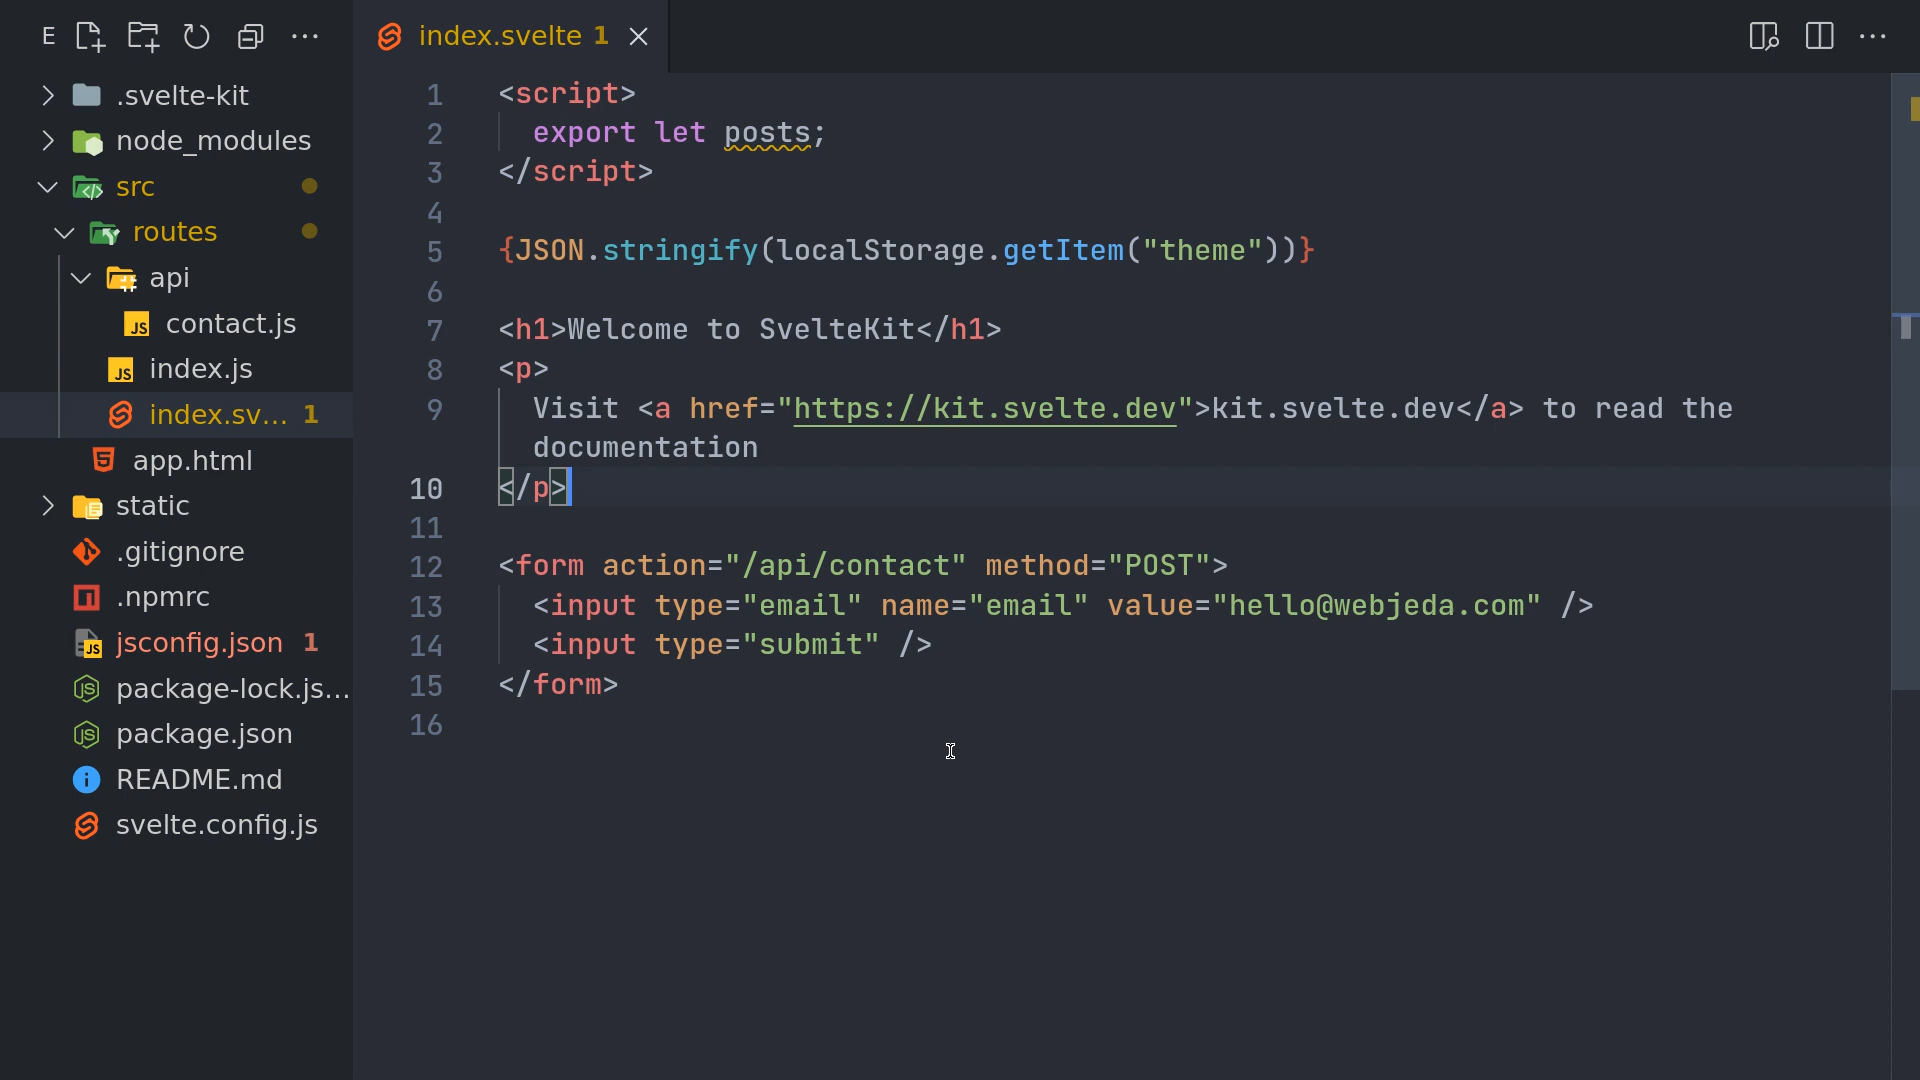 E
index.svelte 1
.svelte-kit
node_modules
src
routes
api
contact.js
index.js
index.sv... 1
app.html
static
.gitignore
.npmrc
jsconfig.json 1
package-lock.js...
package.json
README.md
svelte.config.js
1 <script>
2 export let posts;
3 </script>
4
5 {JSON.stringify(localStorage.getItem("theme"))}
6
7 <h1>Welcome to SvelteKit</h1>
8 <p>
9 Visit <a href="https://kit.svelte.dev">kit.svelte.dev</a> to read the
documentation
10 </p>
11
12 <form action="/api/contact" method="POST">
13 <input type="email" name="email" value="hello@webjeda.com" />
14 <input type="submit" />
15 </form>
16